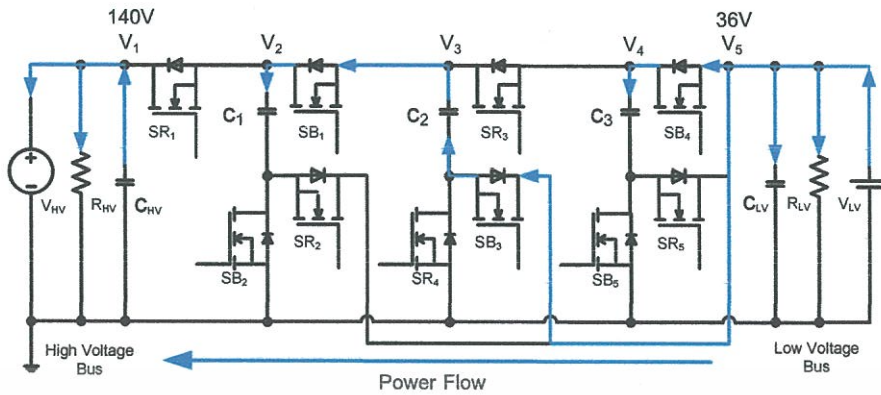 140V
36V
V1
V2
V3
V4
V5
SR1
C1
SB1
C2
SR3
C3
SB4
VHV
RHV
CHV
SB2
SR2
SR4
SB3
SB5
SR5
CLV
RLV
VLV
High Voltage
Bus
Power Flow
Low Voltage
Bus